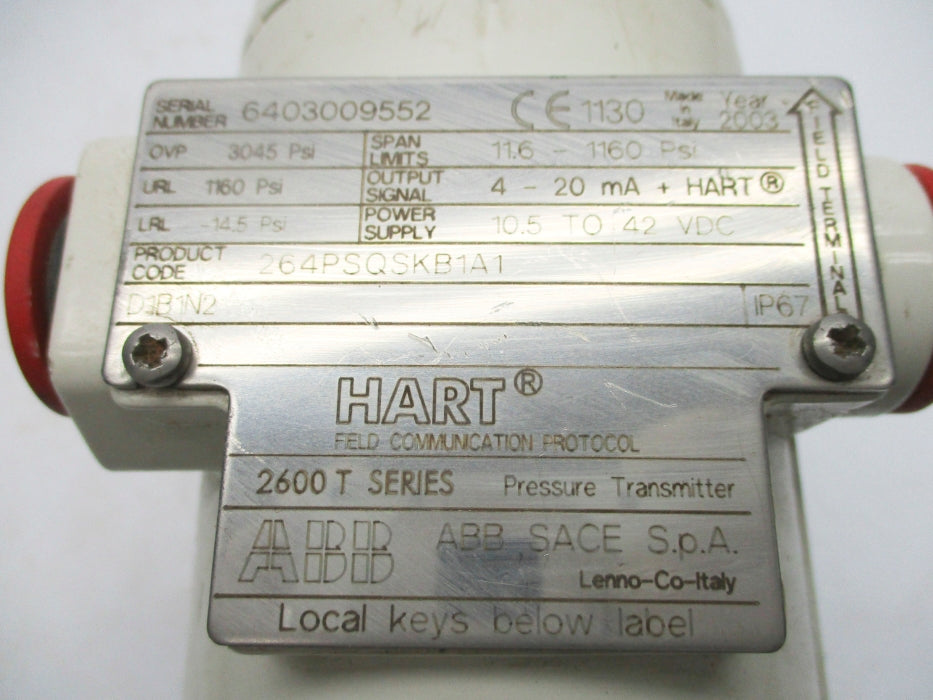 SERIAL NUMBER 6403009552 CE 1130 Made in Italy Year 2003
OVP 3045 Psi SPAN LIMITS 11.6 - 1160 Psi
URL 1160 Psi OUTPUT SIGNAL 4 - 20 mA + HART®
LRL -14.5 Psi POWER SUPPLY 10.5 TO 42 VDC
PRODUCT CODE 264PSQSKB1A1
D1B1N2 IP67
FIELD TERMINAL
HART®
FIELD COMMUNICATION PROTOCOL
2600 T SERIES Pressure Transmitter
ABB ABB SACE S.p.A.
Lenno-Co-Italy
Local keys below label